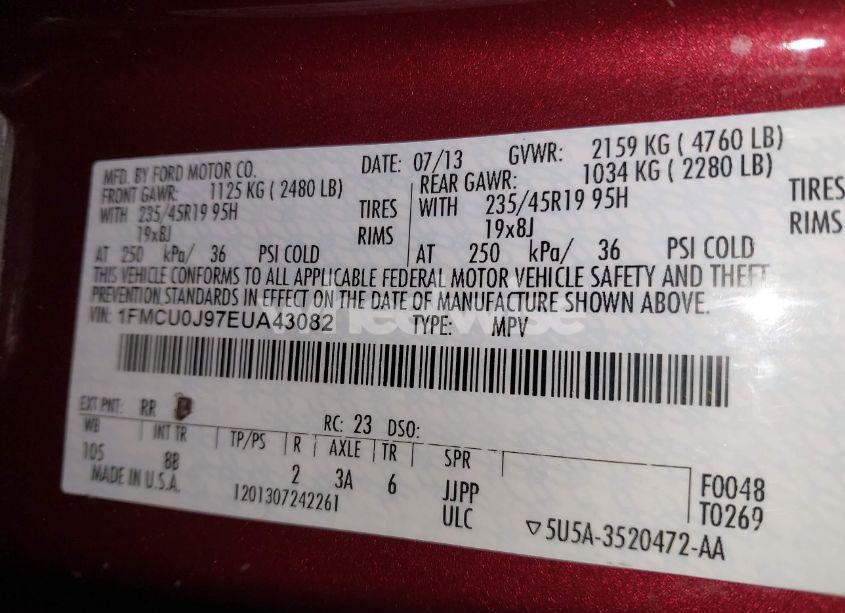 MFD. BY FORD MOTOR CO. DATE: 07/13 GVWR: 2159 KG ( 4760 LB)
FRONT GAWR: 1125 KG ( 2480 LB) REAR GAWR: 1034 KG ( 2280 LB)
WITH 235/45R19 95H TIRES WITH 235/45R19 95H TIRES
19x8J RIMS 19x8J RIMS
AT 250 kPa/ 36 PSI COLD AT 250 kPa/ 36 PSI COLD
THIS VEHICLE CONFORMS TO ALL APPLICABLE FEDERAL MOTOR VEHICLE SAFETY AND THEFT
PREVENTION STANDARDS IN EFFECT ON THE DATE OF MANUFACTURE SHOWN ABOVE.
VIN: 1FMCU0J97EUA43082 TYPE: MPV
EXT PNT: RR RC: 23 DSO:
WB INT TR TP/PS R AXLE TR SPR
105 8B 2 3A 6 JJPP F0048
MADE IN U.S.A. 1201307242261 ULC T0269
5U5A-3520472-AA